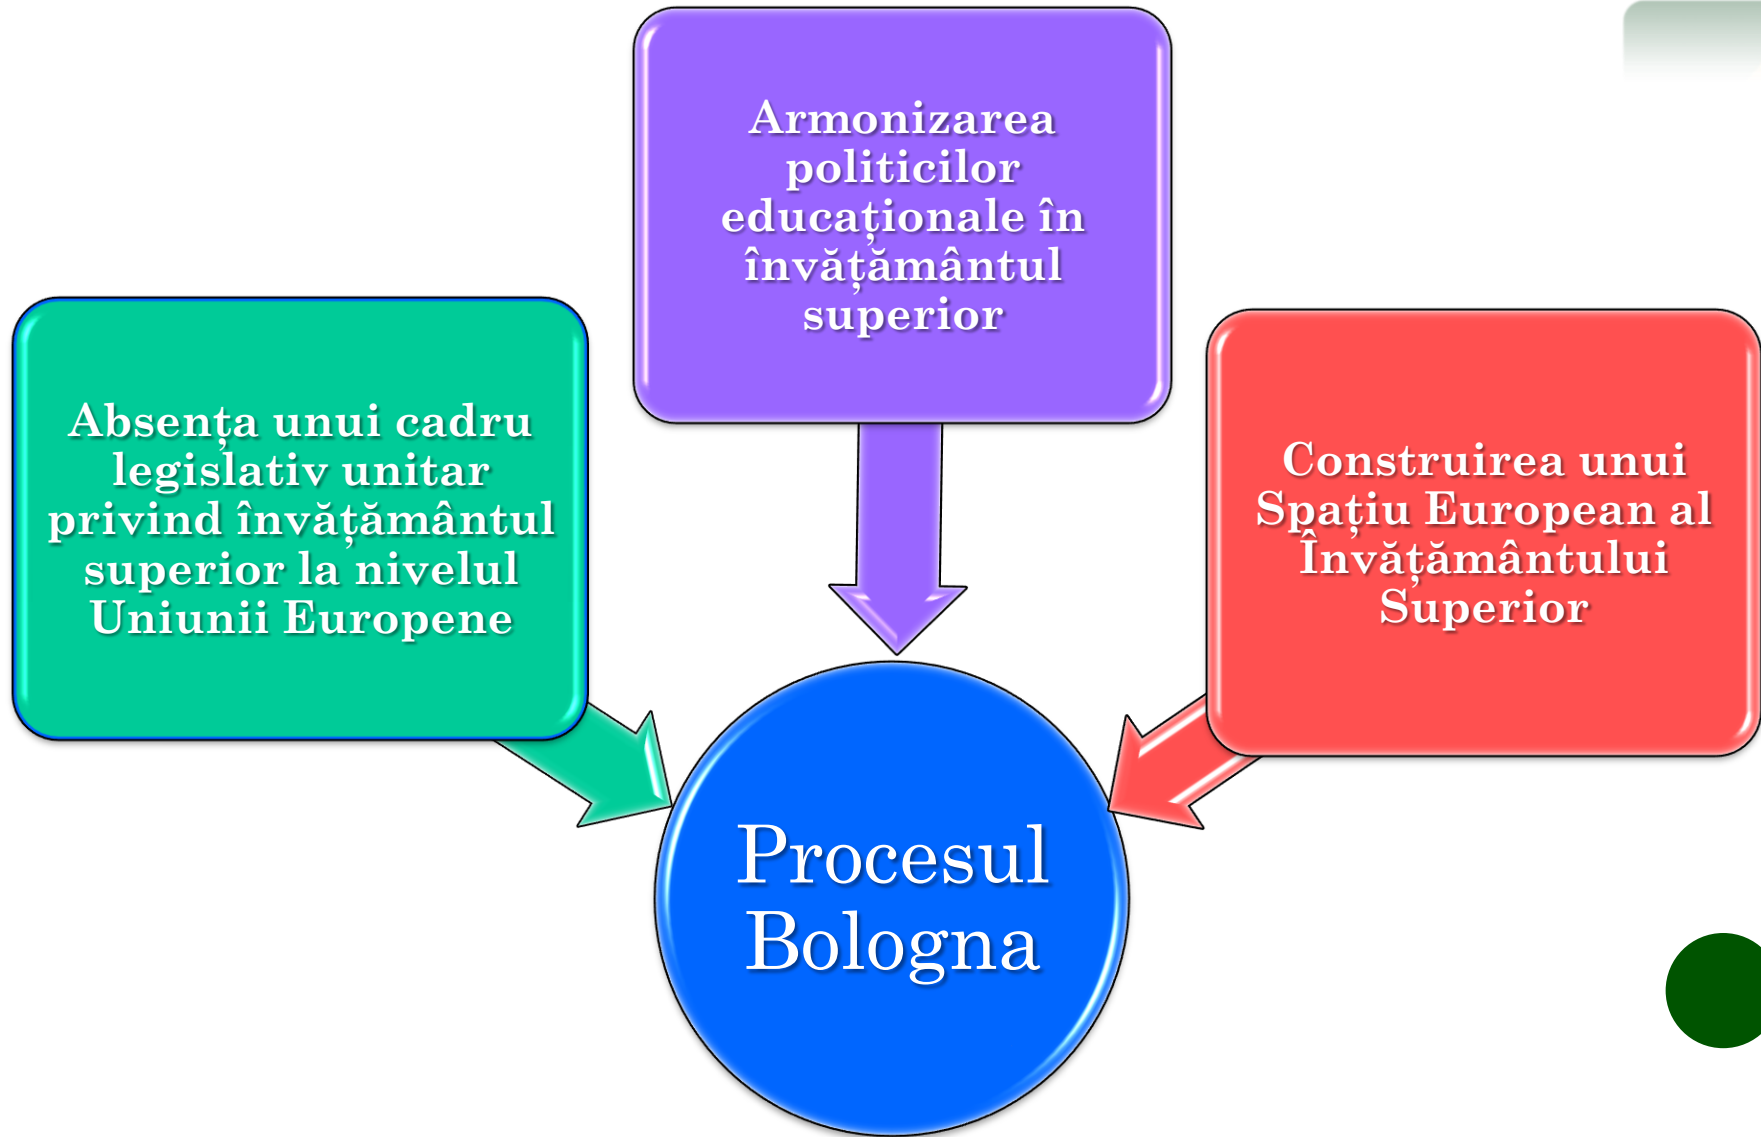 Armonizarea
politicilor
educaționale în
învățământul
superior
Absența unui cadru
legislativ unitar
privind învățământul
superior la nivelul
Uniunii Europene
Construirea unui
Spațiu European al
Învățământului
Superior
Procesul
Bologna